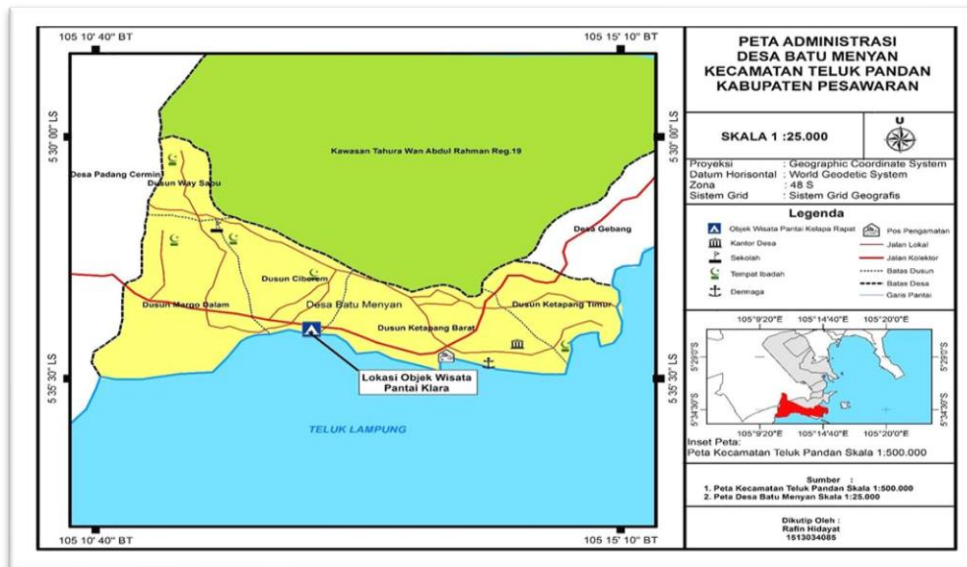 105 10' 40" BT
105 15' 10" BT
5 30' 00" LS
5 30' 00" LS
Kawasan Tahura Wan Abdul Rahman Reg.19
Desa Padang Cermin
Dusun Way Sabu
Desa Gebang
Dusun Ciborem
Dusun Margo Dalam
Desa Batu Menyan
Dusun Ketapang Timur
Dusun Ketapang Barat
Lokasi Objek Wisata
Pantai Klara
5 35' 30" LS
5 35' 30" LS
TELUK LAMPUNG
105 10' 40" BT
105 15' 10" BT
PETA ADMINISTRASI
DESA BATU MENYAN
KECAMATAN TELUK PANDAN
KABUPATEN PESAWARAN
SKALA 1 :25.000
U
Proyeksi : Geographic Coordinate System
Datum Horisontal : World Geodetic System
Zona : 48 S
Sistem Grid : Sistem Grid Geografis
Legenda
Objek Wisata Pantai Kelapa Rapat
Kantor Desa
Sekolah
Tempat Ibadah
Dermaga
Pos Pengamatan
Jalan Lokal
Jalan Kolektor
Batas Dusun
Batas Desa
Garis Pantai
105°9'20"E 105°14'40"E 105°20'0"E
5°29'0"S
5°29'0"S
5°34'30"S
5°34'30"S
105°9'20"E 105°14'40"E 105°20'0"E
Inset Peta:
Peta Kecamatan Teluk Pandan Skala 1:500.000
Sumber :
1. Peta Kecamatan Teluk Pandan Skala 1:500.000
2. Peta Desa Batu Menyan Skala 1:25.000
Dikutip Oleh :
Rafin Hidayat
1513034085